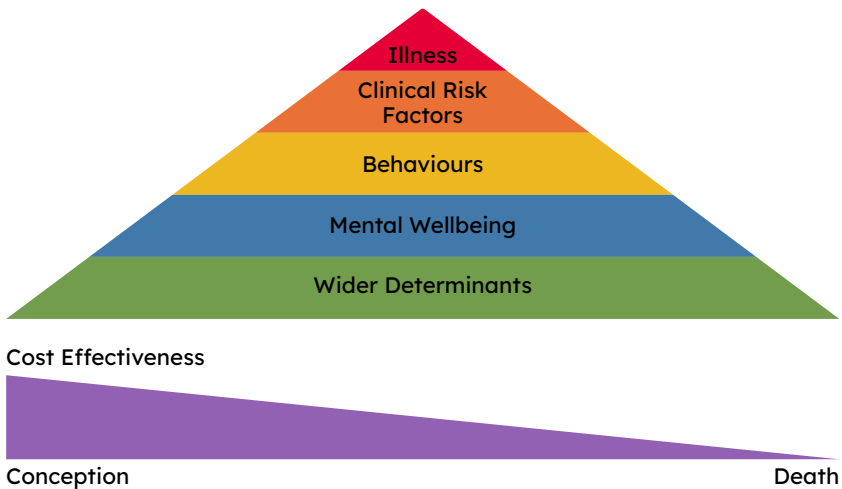 Illness
Clinical Risk
Factors
Behaviours
Mental Wellbeing
Wider Determinants
Cost Effectiveness
Conception
Death